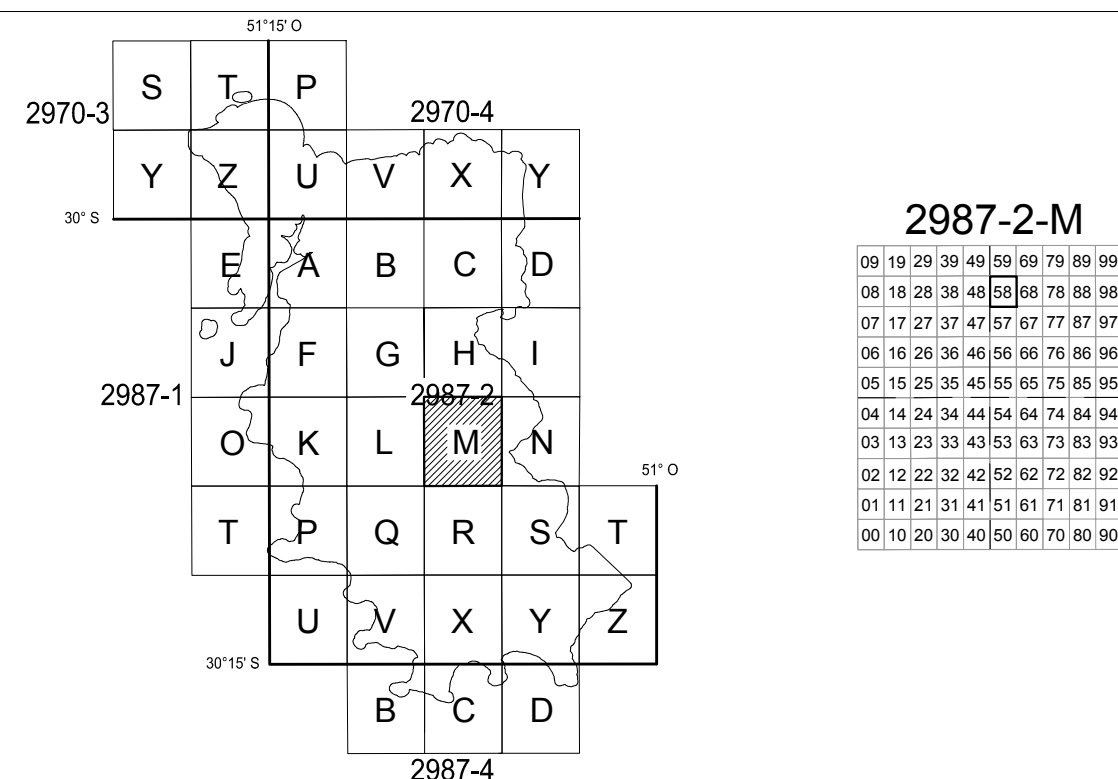 51°15' O
S T P
2970-3 2970-4
Y Z U V X Y
30° S
E A B C D
J F G H I
2987-1 2987-2
O K L M N
51° O
T P Q R S T
U V X Y Z
30°15' S
B C D
2987-4
2987-2-M
09 19 29 39 49 59 69 79 89 99
08 18 28 38 48 58 68 78 88 98
07 17 27 37 47 57 67 77 87 97
06 16 26 36 46 56 66 76 86 96
05 15 25 35 45 55 65 75 85 95
04 14 24 34 44 54 64 74 84 94
03 13 23 33 43 53 63 73 83 93
02 12 22 32 42 52 62 72 82 92
01 11 21 31 41 51 61 71 81 91
00 10 20 30 40 50 60 70 80 90